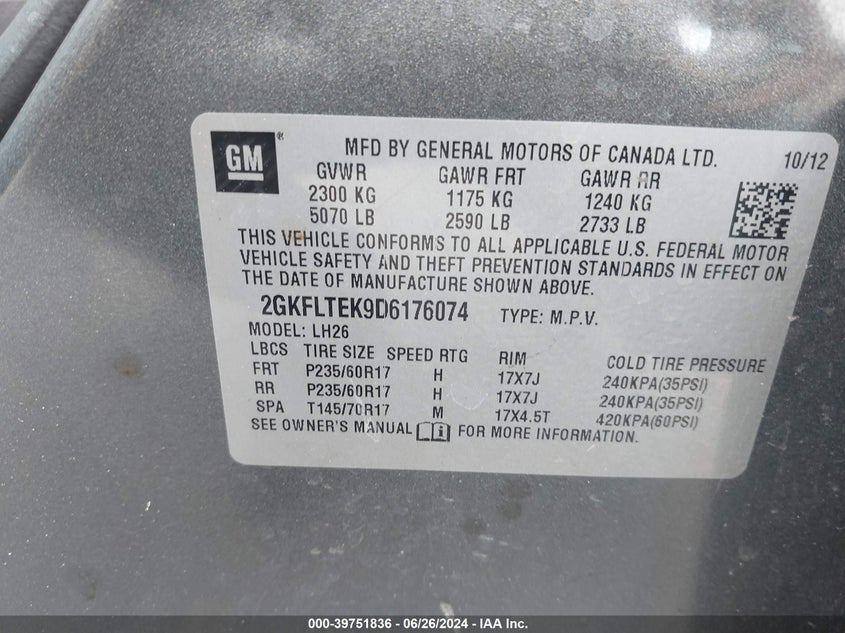 GM
®
MFD BY GENERAL MOTORS OF CANADA LTD.
10/12
GVWR GAWR FRT GAWR RR
2300 KG 1175 KG 1240 KG
5070 LB 2590 LB 2733 LB
THIS VEHICLE CONFORMS TO ALL APPLICABLE U.S. FEDERAL MOTOR
VEHICLE SAFETY AND THEFT PREVENTION STANDARDS IN EFFECT ON
THE DATE OF MANUFACTURE SHOWN ABOVE.
2GKFLTEK9D6176074 TYPE: M.P.V.
MODEL: LH26
LBCS TIRE SIZE SPEED RTG RIM COLD TIRE PRESSURE
FRT P235/60R17 H 17X7J 240KPA(35PSI)
RR P235/60R17 H 17X7J 240KPA(35PSI)
SPA T145/70R17 M 17X4.5T 420KPA(60PSI)
SEE OWNER'S MANUAL FOR MORE INFORMATION.
000-39751836 - 06/26/2024 - IAA Inc.